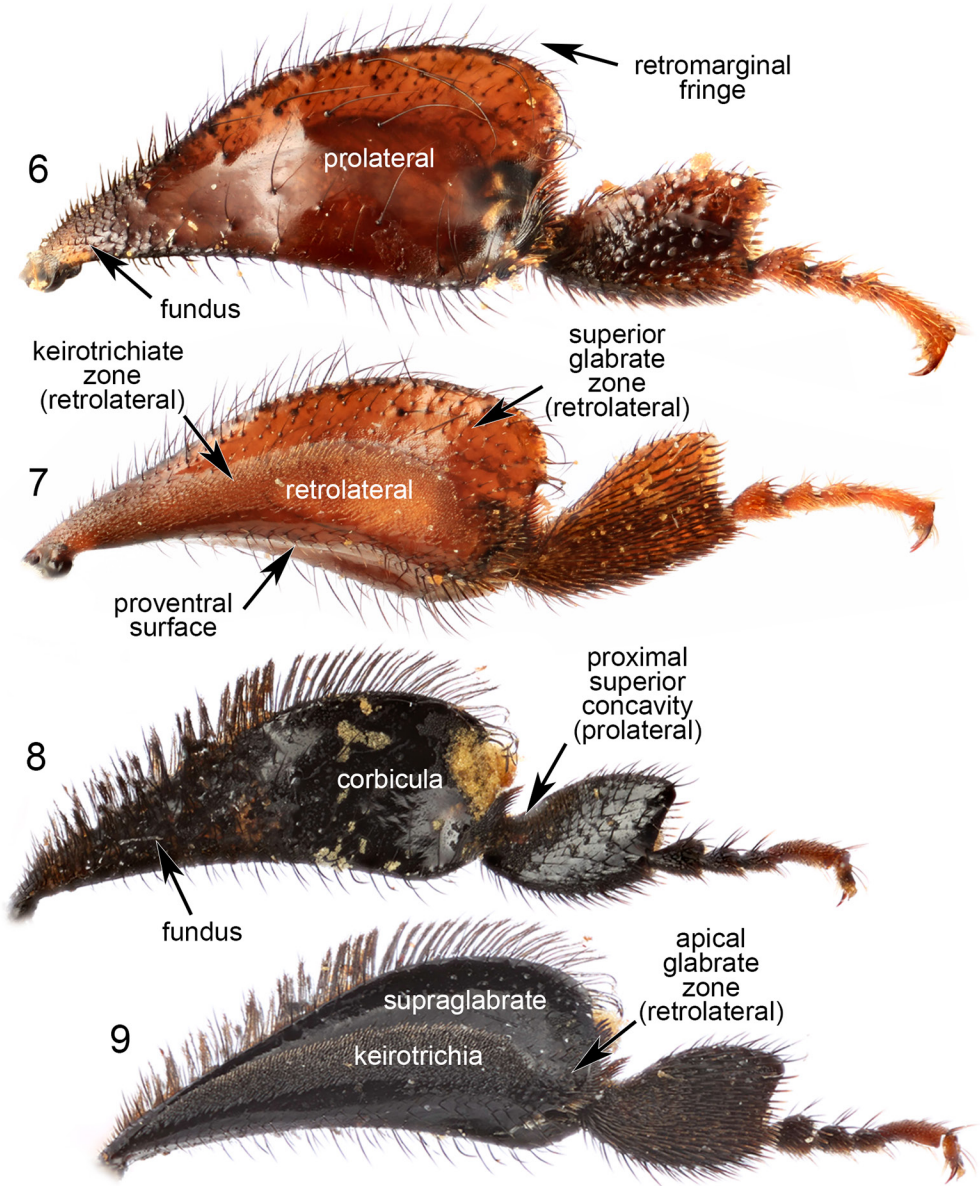 retromarginal
fringe
prolateral
6
fundus
keirotrichiate
zone
(retrolateral)
superior
glabrate
zone
(retrolateral)
7
retrolateral
proventral
surface
proximal
superior
concavity
(prolateral)
8
corbicula
fundus
apical
glabrate
zone
(retrolateral)
supraglabrate
9
keirotrichia